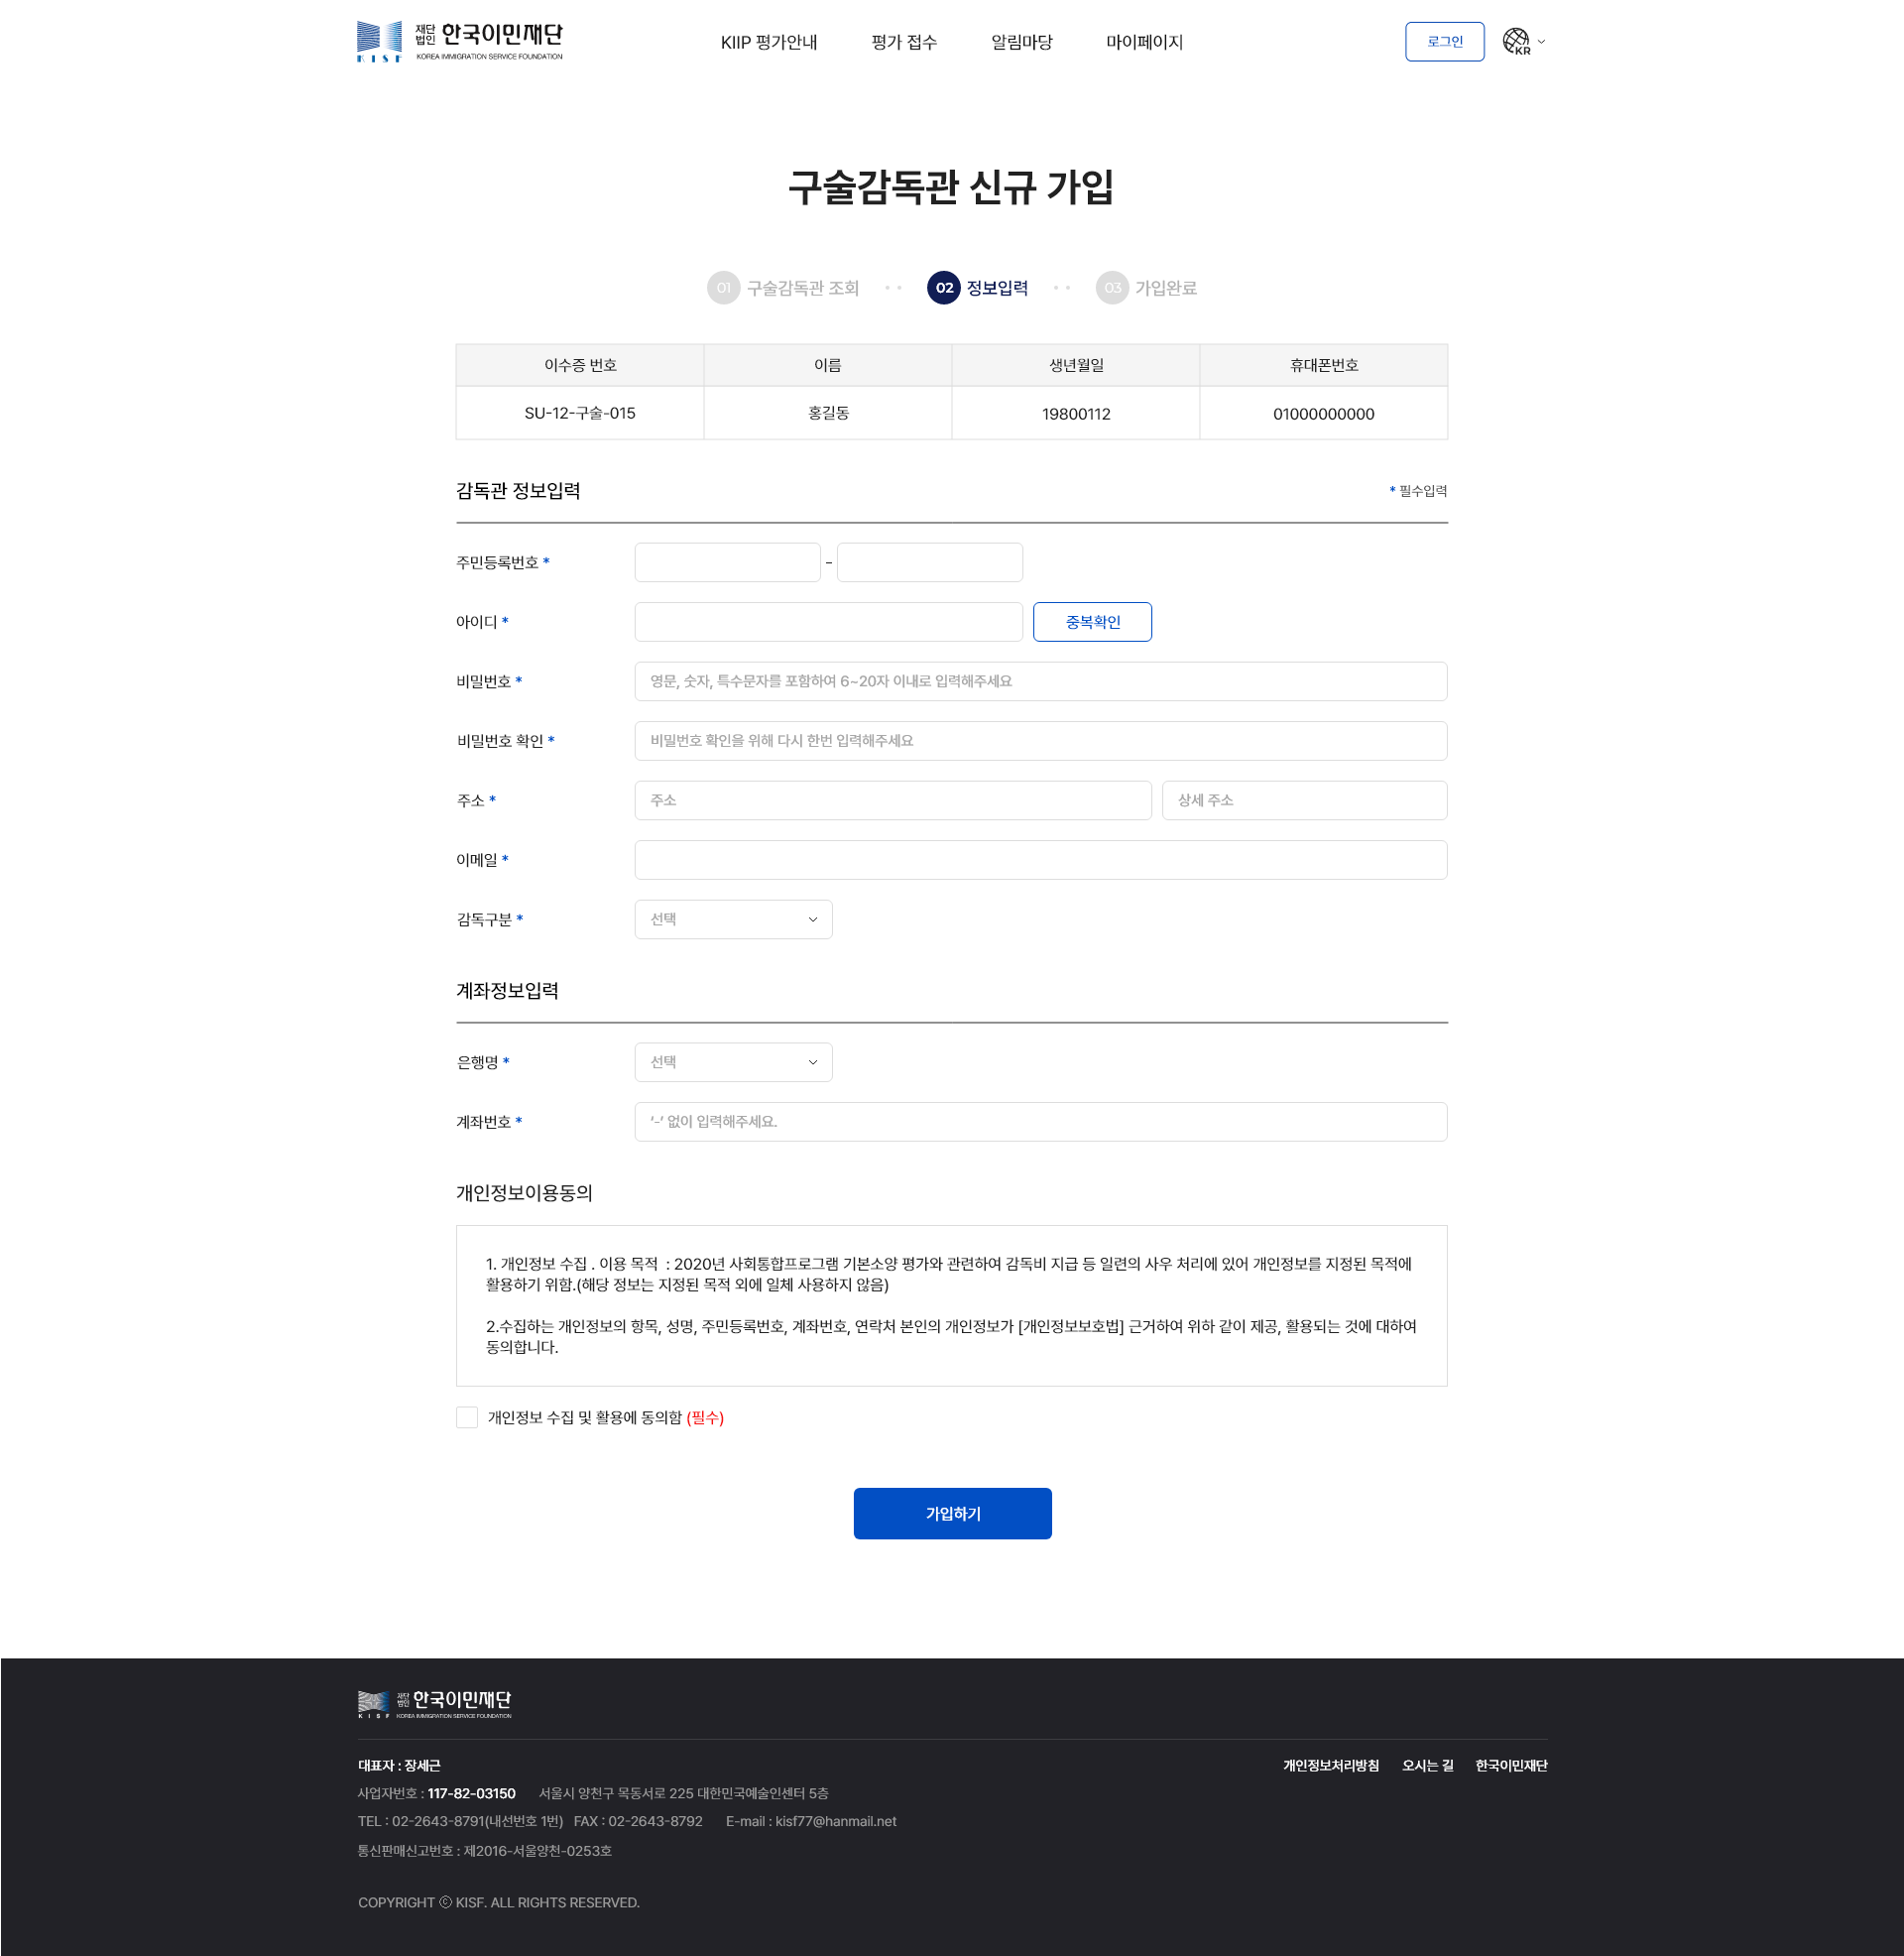 재단법인 한국이민재단
KISF KOREA IMMIGRATION SERVICE FOUNDATION
KIIP 평가안내 평가 접수 알림마당 마이페이지
로그인 KR
구술감독관 신규 가입
01 구술감독관 조회 02 정보입력 03 가입완료
이수증 번호 이름 생년월일 휴대폰번호
SU-12-구술-015 홍길동 19800112 01000000000
감독관 정보입력 * 필수입력
주민등록번호 * -
아이디 * 중복확인
비밀번호 * 영문, 숫자, 특수문자를 포함하여 6~20자 이내로 입력해주세요
비밀번호 확인 * 비밀번호 확인을 위해 다시 한번 입력해주세요
주소 * 주소 상세 주소
이메일 *
감독구분 * 선택
계좌정보입력
은행명 * 선택
계좌번호 * ‘-’ 없이 입력해주세요.
개인정보이용동의
1. 개인정보 수집 . 이용 목적 : 2020년 사회통합프로그램 기본소양 평가와 관련하여 감독비 지급 등 일련의 사우 처리에 있어 개인정보를 지정된 목적에
활용하기 위함.(해당 정보는 지정된 목적 외에 일체 사용하지 않음)
2.수집하는 개인정보의 항목, 성명, 주민등록번호, 계좌번호, 연락처 본인의 개인정보가 [개인정보보호법] 근거하여 위하 같이 제공, 활용되는 것에 대하여
동의합니다.
개인정보 수집 및 활용에 동의함 (필수)
가입하기
재단법인 한국이민재단
KISF KOREA IMMIGRATION SERVICE FOUNDATION
대표자 : 장세근 개인정보처리방침 오시는 길 한국이민재단
사업자번호 : 117-82-03150 서울시 양천구 목동서로 225 대한민국예술인센터 5층
TEL : 02-2643-8791(내선번호 1번) FAX : 02-2643-8792 E-mail : kisf77@hanmail.net
통신판매신고번호 : 제2016-서울양천-0253호
COPYRIGHT ⓒ KISF. ALL RIGHTS RESERVED.